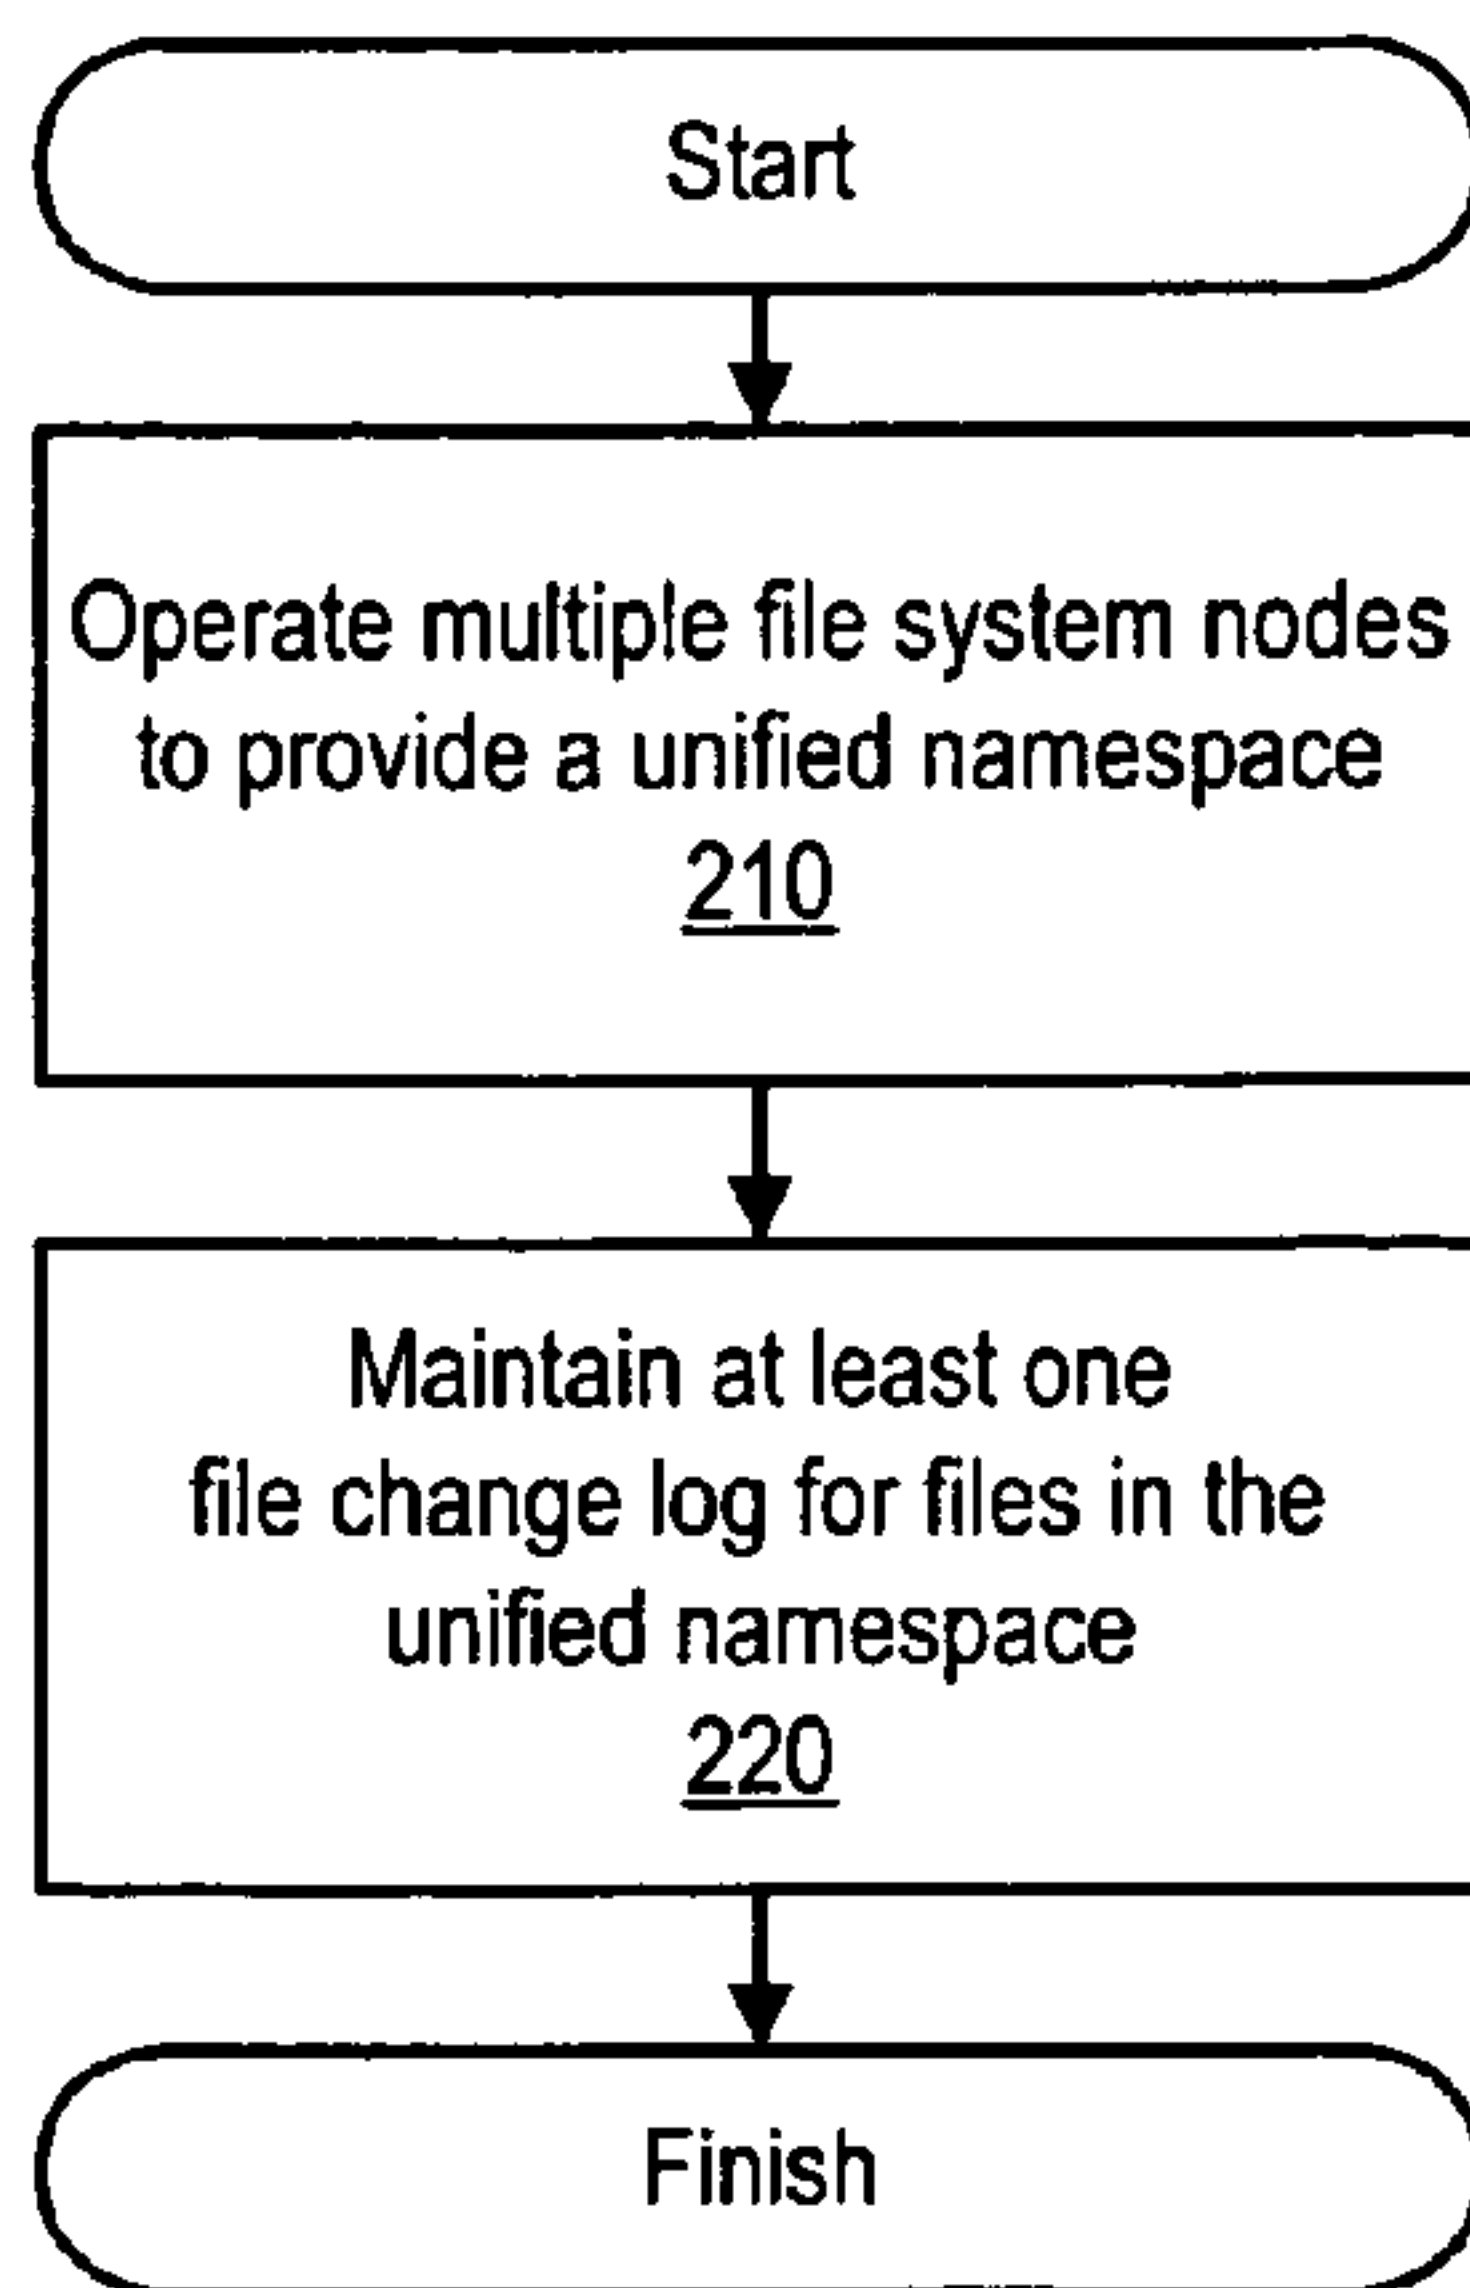 Start
Operate multiple file system nodes
to provide a unified namespace
210
Maintain at least one
file change log for files in the
unified namespace
220
Finish